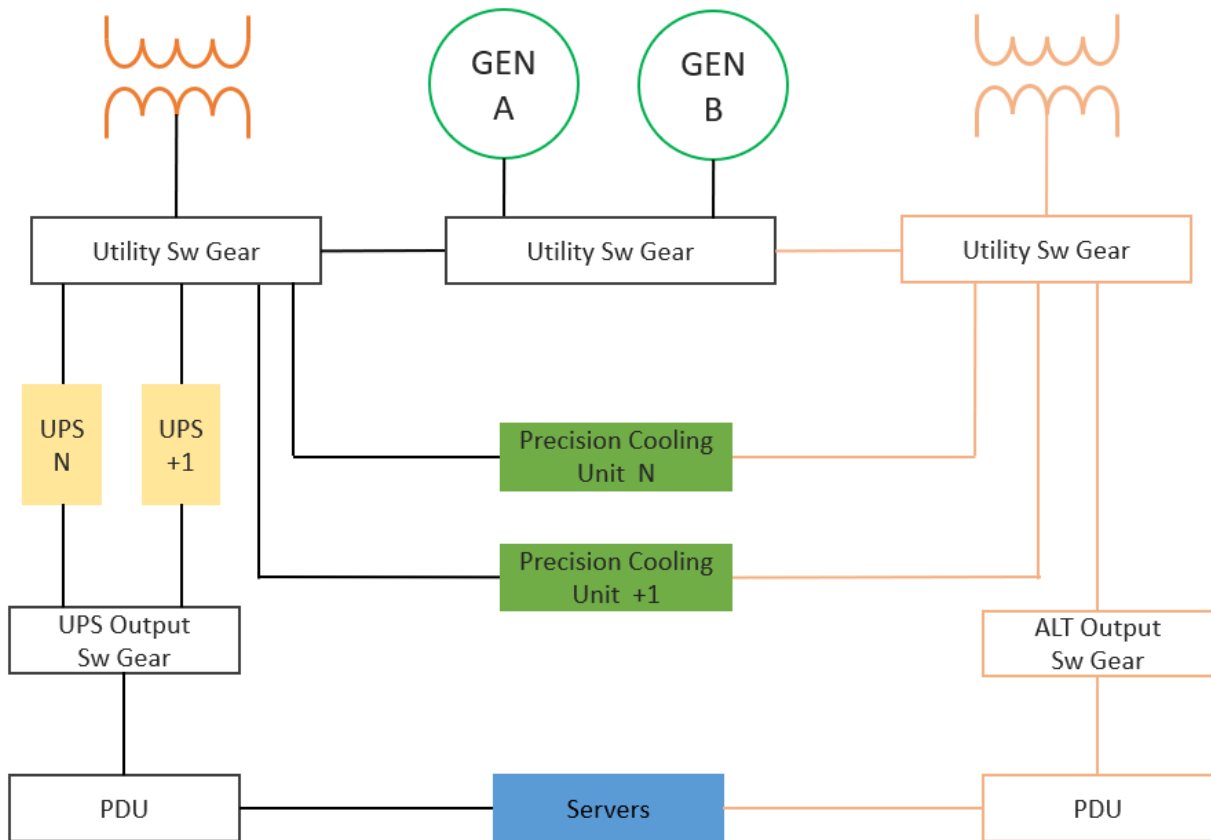 GEN
A
GEN
B
Utility Sw Gear
Utility Sw Gear
Utility Sw Gear
UPS
N
UPS
+1
Precision Cooling
Unit  N
Precision Cooling
Unit  +1
UPS Output
Sw Gear
ALT Output
Sw Gear
PDU
Servers
PDU